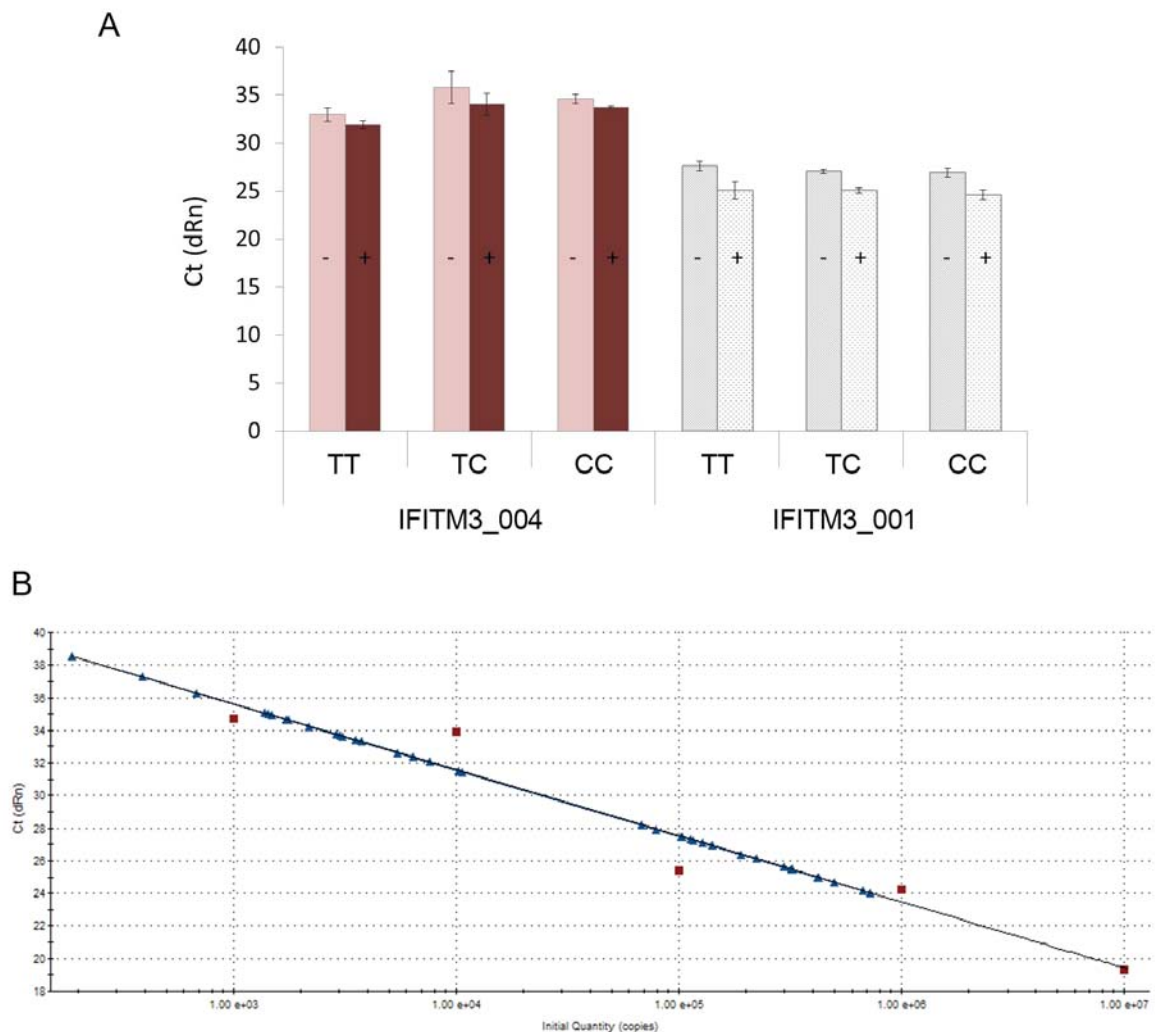 A
40
35
30
25
20
15
10
5
0
Ct (dRn)
- + - + - + - + - + - +
TT TC CC TT TC CC
IFITM3_004 IFITM3_001
B
40
38
36
34
32
30
28
26
24
22
20
18
Ct (dRn)
1.00 e+03 1.00 e+04 1.00 e+05 1.00 e+06 1.00 e+07
Initial Quantity (copies)